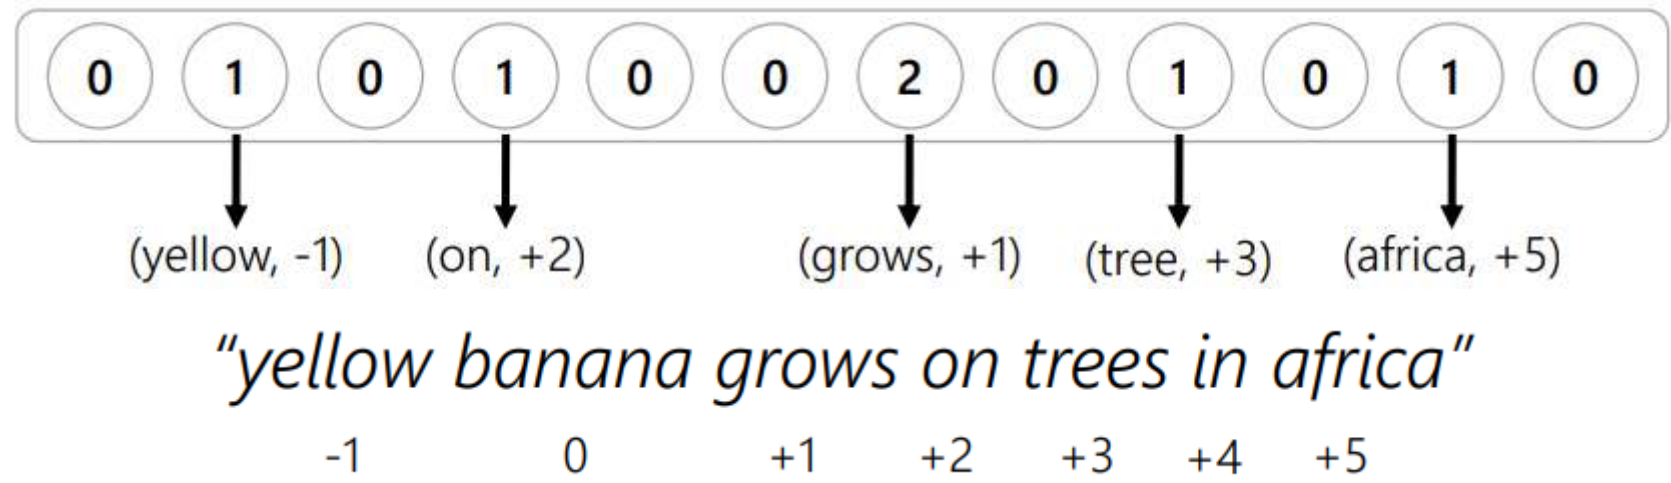 0 1 0 1 0 0 2 0 1 0 1 0
(yellow, -1) (on, +2) (grows, +1) (tree, +3) (africa, +5)
“yellow banana grows on trees in africa”
-1 0 +1 +2 +3 +4 +5